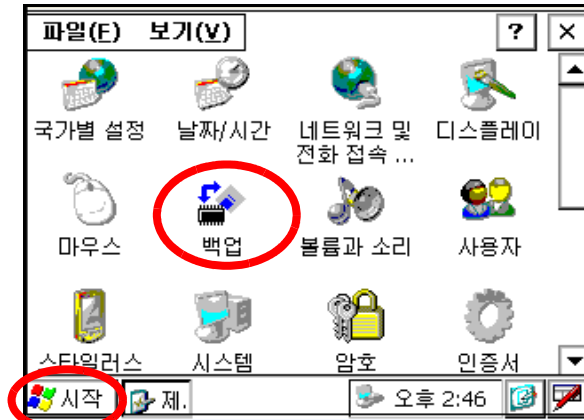 파일(F) 보기(V) ? ×
국가별 설정 날짜/시간 네트워크 및 전화 접속 ... 디스플레이
마우스 백업 볼륨과 소리 사용자
스타일러스 시스템 암호 인증서
시작 제. 오후 2:46